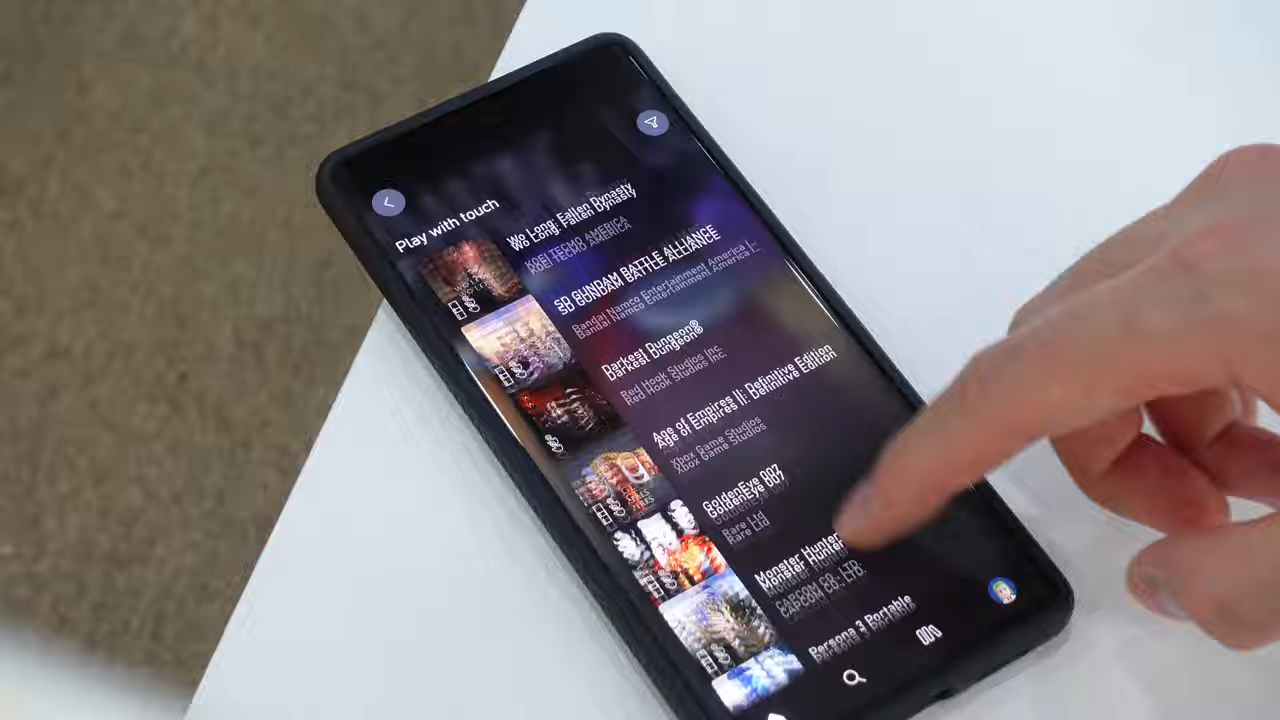 Play with touch
Wo Long: Fallen Dynasty
KOEI TECMO AMERICA
SD GUNDAM BATTLE ALLIANCE
Bandai Namco Entertainment America I...
Darkest Dungeon®
Red Hook Studios Inc.
Age of Empires II: Definitive Edition
Xbox Game Studios
GoldenEye 007
Rare Ltd
Monster Hunter
CAPCOM CO., LTD.
Persona 3 Portable